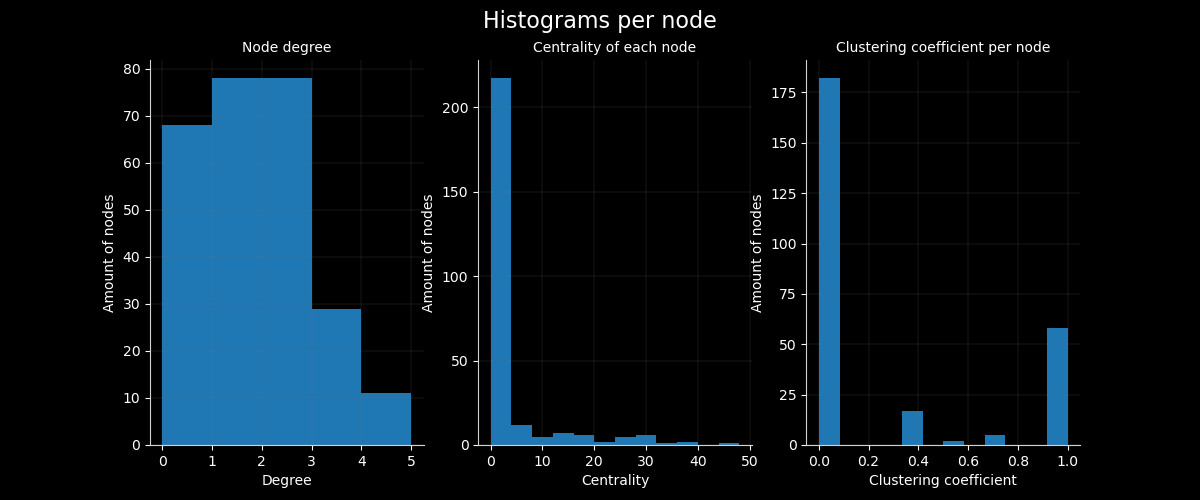 Histograms per node
Node degree
80
70
60
50
40
30
20
10
0
Amount of nodes
0 1 2 3 4 5
Degree
Centrality of each node
200
150
100
50
0
Amount of nodes
0 10 20 30 40 50
Centrality
Clustering coefficient per node
175
150
125
100
75
50
25
0
Amount of nodes
0.0 0.2 0.4 0.6 0.8 1.0
Clustering coefficient